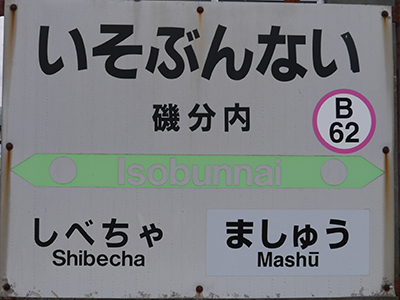 いそぶんない
磯分内
B
62
Isobunnai
しべちゃ
Shibecha
ましゅう
Mashū